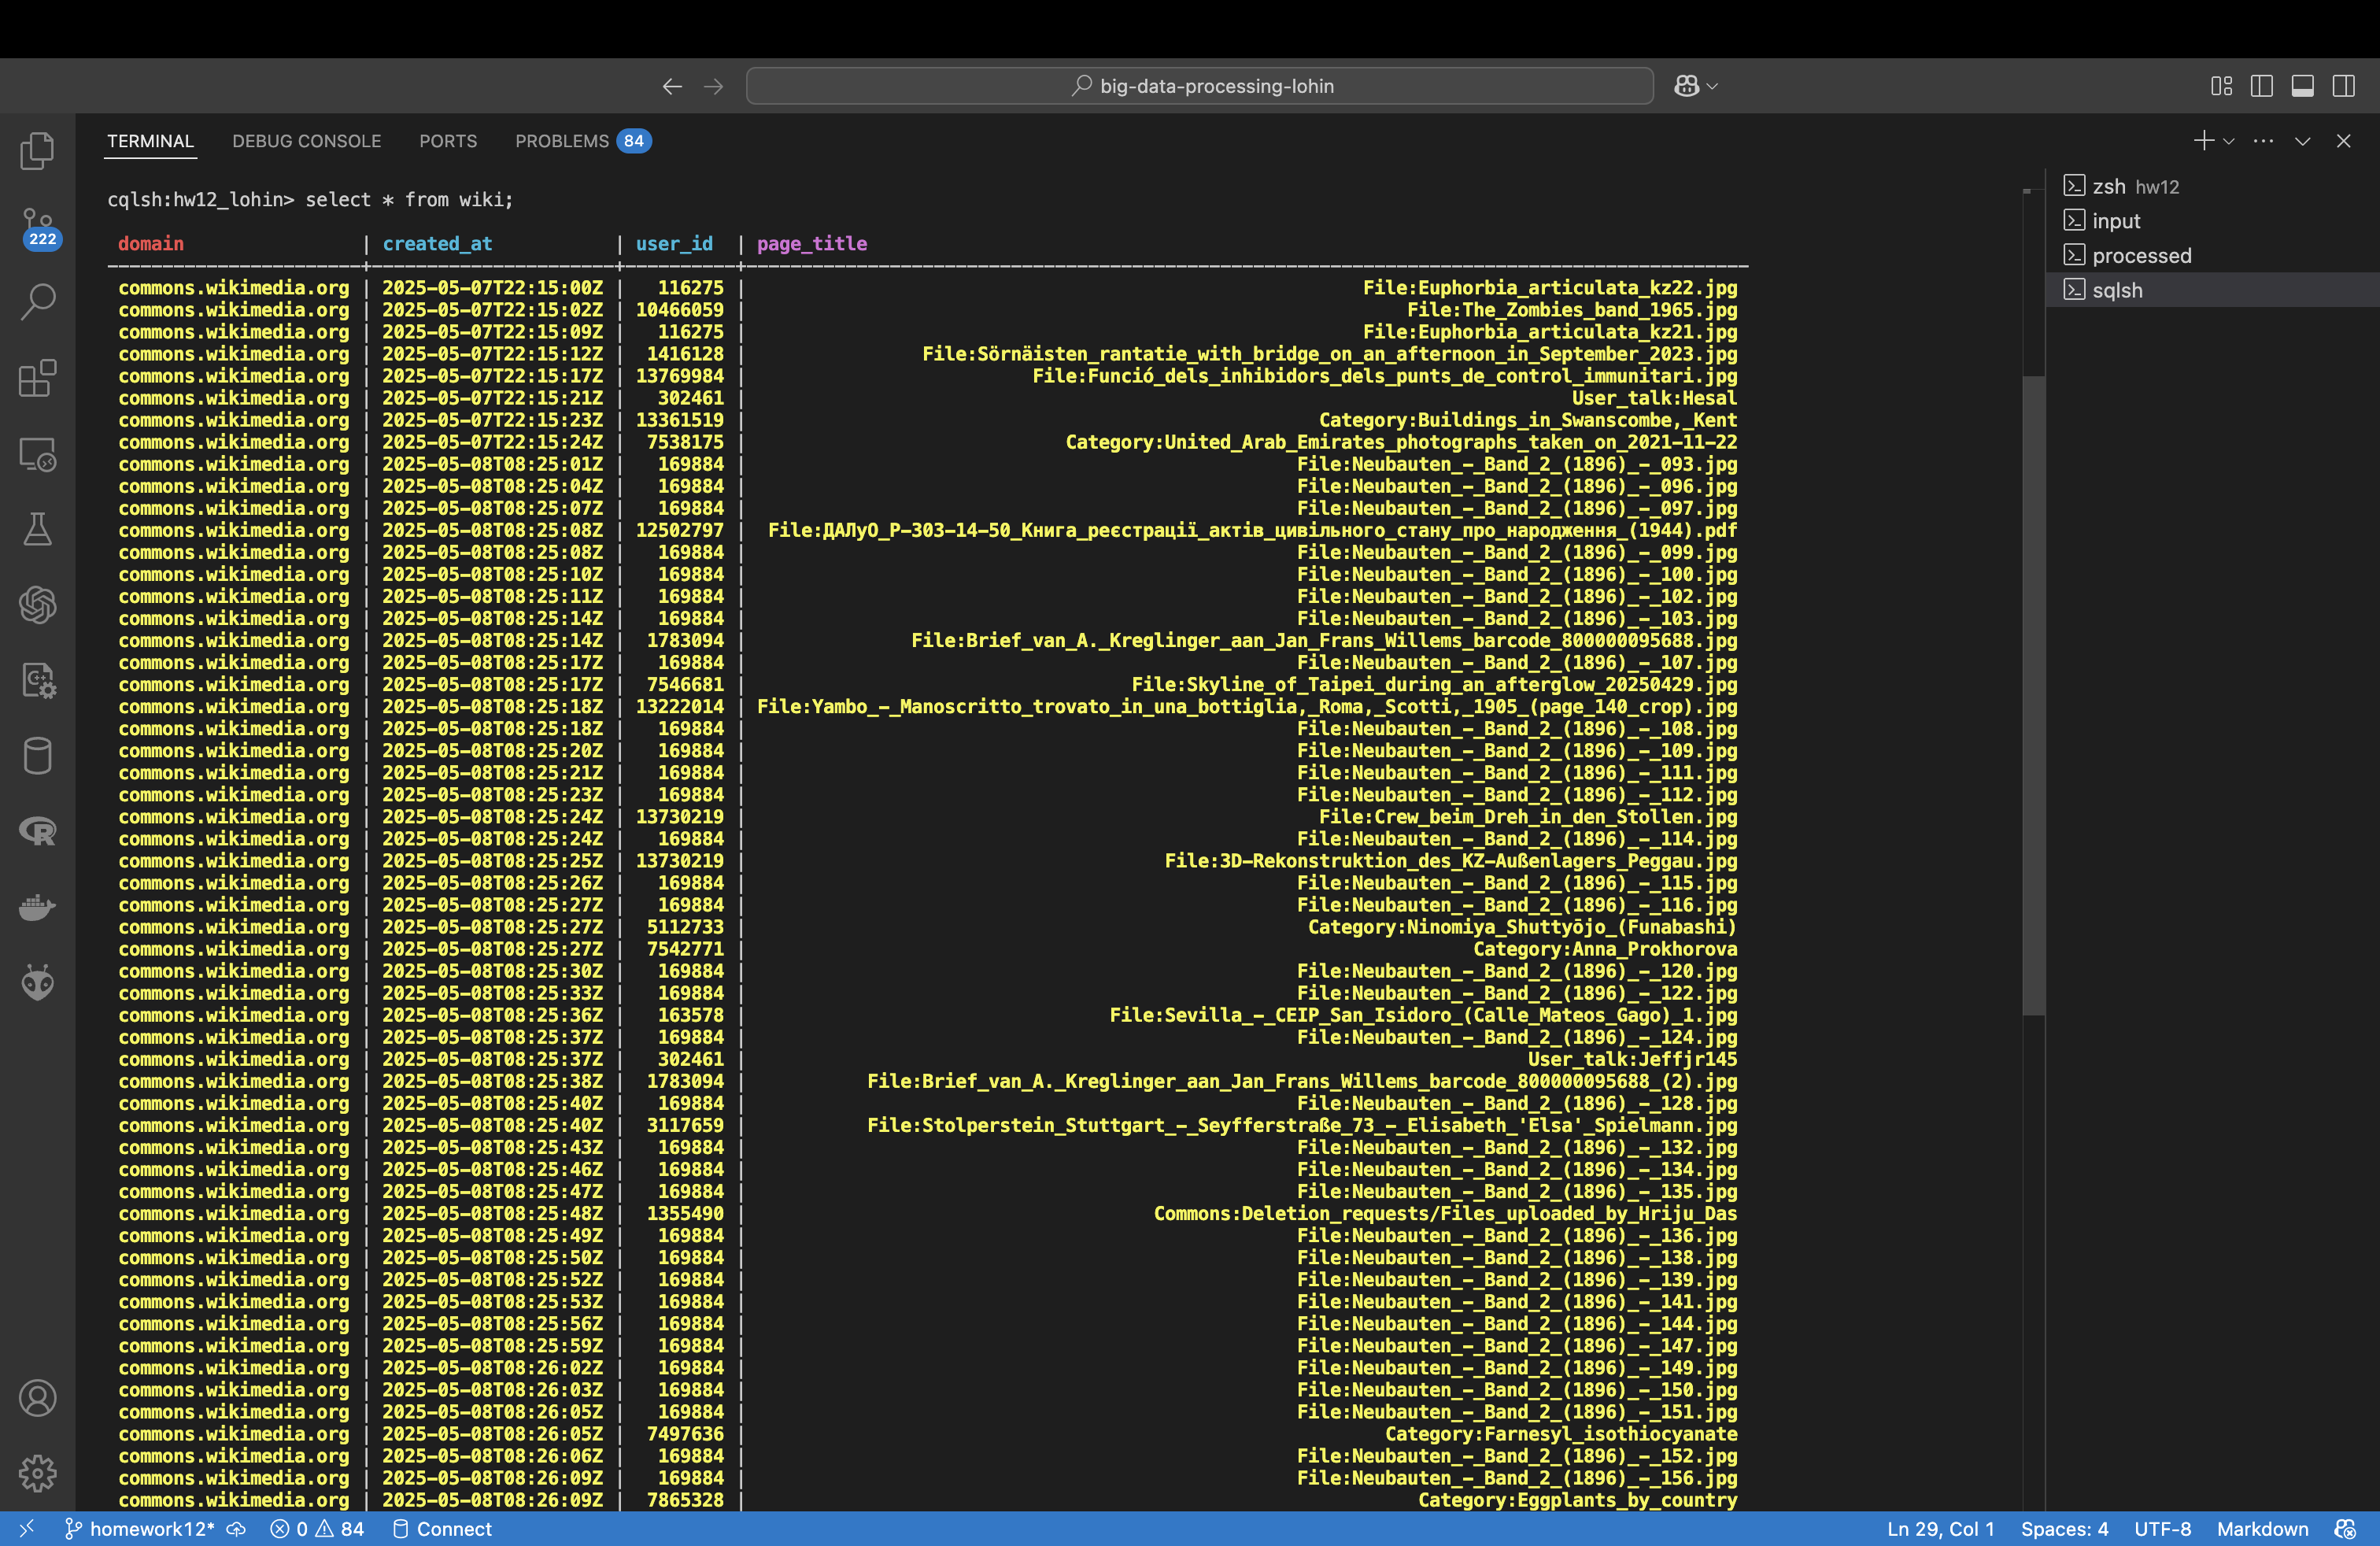 big-data-processing-lohin
TERMINAL DEBUG CONSOLE PORTS PROBLEMS 84
zsh hw12
input
processed
sqlsh
222
cqlsh:hw12_lohin> select * from wiki;
domain | created_at | user_id | page_title
commons.wikimedia.org | 2025-05-07T22:15:00Z | 116275 | File:Euphorbia_articulata_kz22.jpg
commons.wikimedia.org | 2025-05-07T22:15:02Z | 10466059 | File:The_Zombies_band_1965.jpg
commons.wikimedia.org | 2025-05-07T22:15:09Z | 116275 | File:Euphorbia_articulata_kz21.jpg
commons.wikimedia.org | 2025-05-07T22:15:12Z | 1416128 | File:Sörnäisten_rantatie_with_bridge_on_an_afternoon_in_September_2023.jpg
commons.wikimedia.org | 2025-05-07T22:15:17Z | 13769984 | File:Funció_dels_inhibidors_dels_punts_de_control_immunitari.jpg
commons.wikimedia.org | 2025-05-07T22:15:21Z | 302461 | User_talk:Hesal
commons.wikimedia.org | 2025-05-07T22:15:23Z | 13361519 | Category:Buildings_in_Swanscombe,_Kent
commons.wikimedia.org | 2025-05-07T22:15:24Z | 7538175 | Category:United_Arab_Emirates_photographs_taken_on_2021-11-22
commons.wikimedia.org | 2025-05-08T08:25:01Z | 169884 | File:Neubauten_-_Band_2_(1896)_-_093.jpg
commons.wikimedia.org | 2025-05-08T08:25:04Z | 169884 | File:Neubauten_-_Band_2_(1896)_-_096.jpg
commons.wikimedia.org | 2025-05-08T08:25:07Z | 169884 | File:Neubauten_-_Band_2_(1896)_-_097.jpg
commons.wikimedia.org | 2025-05-08T08:25:08Z | 12502797 | File:ДАЛуО_Р-303-14-50_Книга_реєстрації_актів_цивільного_стану_про_народження_(1944).pdf
commons.wikimedia.org | 2025-05-08T08:25:08Z | 169884 | File:Neubauten_-_Band_2_(1896)_-_099.jpg
commons.wikimedia.org | 2025-05-08T08:25:10Z | 169884 | File:Neubauten_-_Band_2_(1896)_-_100.jpg
commons.wikimedia.org | 2025-05-08T08:25:11Z | 169884 | File:Neubauten_-_Band_2_(1896)_-_102.jpg
commons.wikimedia.org | 2025-05-08T08:25:14Z | 169884 | File:Neubauten_-_Band_2_(1896)_-_103.jpg
commons.wikimedia.org | 2025-05-08T08:25:14Z | 1783094 | File:Brief_van_A._Kreglinger_aan_Jan_Frans_Willems_barcode_800000095688.jpg
commons.wikimedia.org | 2025-05-08T08:25:17Z | 169884 | File:Neubauten_-_Band_2_(1896)_-_107.jpg
commons.wikimedia.org | 2025-05-08T08:25:17Z | 7546681 | File:Skyline_of_Taipei_during_an_afterglow_20250429.jpg
commons.wikimedia.org | 2025-05-08T08:25:18Z | 13222014 | File:Yambo_-_Manoscritto_trovato_in_una_bottiglia,_Roma,_Scotti,_1905_(page_140_crop).jpg
commons.wikimedia.org | 2025-05-08T08:25:18Z | 169884 | File:Neubauten_-_Band_2_(1896)_-_108.jpg
commons.wikimedia.org | 2025-05-08T08:25:20Z | 169884 | File:Neubauten_-_Band_2_(1896)_-_109.jpg
commons.wikimedia.org | 2025-05-08T08:25:21Z | 169884 | File:Neubauten_-_Band_2_(1896)_-_111.jpg
commons.wikimedia.org | 2025-05-08T08:25:23Z | 169884 | File:Neubauten_-_Band_2_(1896)_-_112.jpg
commons.wikimedia.org | 2025-05-08T08:25:24Z | 13730219 | File:Crew_beim_Dreh_in_den_Stollen.jpg
commons.wikimedia.org | 2025-05-08T08:25:24Z | 169884 | File:Neubauten_-_Band_2_(1896)_-_114.jpg
commons.wikimedia.org | 2025-05-08T08:25:25Z | 13730219 | File:3D-Rekonstruktion_des_KZ-Außenlagers_Peggau.jpg
commons.wikimedia.org | 2025-05-08T08:25:26Z | 169884 | File:Neubauten_-_Band_2_(1896)_-_115.jpg
commons.wikimedia.org | 2025-05-08T08:25:27Z | 169884 | File:Neubauten_-_Band_2_(1896)_-_116.jpg
commons.wikimedia.org | 2025-05-08T08:25:27Z | 5112733 | Category:Ninomiya_Shuttyōjo_(Funabashi)
commons.wikimedia.org | 2025-05-08T08:25:27Z | 7542771 | Category:Anna_Prokhorova
commons.wikimedia.org | 2025-05-08T08:25:30Z | 169884 | File:Neubauten_-_Band_2_(1896)_-_120.jpg
commons.wikimedia.org | 2025-05-08T08:25:33Z | 169884 | File:Neubauten_-_Band_2_(1896)_-_122.jpg
commons.wikimedia.org | 2025-05-08T08:25:36Z | 163578 | File:Sevilla_-_CEIP_San_Isidoro_(Calle_Mateos_Gago)_1.jpg
commons.wikimedia.org | 2025-05-08T08:25:37Z | 169884 | File:Neubauten_-_Band_2_(1896)_-_124.jpg
commons.wikimedia.org | 2025-05-08T08:25:37Z | 302461 | User_talk:Jeffjr145
commons.wikimedia.org | 2025-05-08T08:25:38Z | 1783094 | File:Brief_van_A._Kreglinger_aan_Jan_Frans_Willems_barcode_800000095688_(2).jpg
commons.wikimedia.org | 2025-05-08T08:25:40Z | 169884 | File:Neubauten_-_Band_2_(1896)_-_128.jpg
commons.wikimedia.org | 2025-05-08T08:25:40Z | 3117659 | File:Stolperstein_Stuttgart_-_Seyfferstraße_73_-_Elisabeth_'Elsa'_Spielmann.jpg
commons.wikimedia.org | 2025-05-08T08:25:43Z | 169884 | File:Neubauten_-_Band_2_(1896)_-_132.jpg
commons.wikimedia.org | 2025-05-08T08:25:46Z | 169884 | File:Neubauten_-_Band_2_(1896)_-_134.jpg
commons.wikimedia.org | 2025-05-08T08:25:47Z | 169884 | File:Neubauten_-_Band_2_(1896)_-_135.jpg
commons.wikimedia.org | 2025-05-08T08:25:48Z | 1355490 | Commons:Deletion_requests/Files_uploaded_by_Hriju_Das
commons.wikimedia.org | 2025-05-08T08:25:49Z | 169884 | File:Neubauten_-_Band_2_(1896)_-_136.jpg
commons.wikimedia.org | 2025-05-08T08:25:50Z | 169884 | File:Neubauten_-_Band_2_(1896)_-_138.jpg
commons.wikimedia.org | 2025-05-08T08:25:52Z | 169884 | File:Neubauten_-_Band_2_(1896)_-_139.jpg
commons.wikimedia.org | 2025-05-08T08:25:53Z | 169884 | File:Neubauten_-_Band_2_(1896)_-_141.jpg
commons.wikimedia.org | 2025-05-08T08:25:56Z | 169884 | File:Neubauten_-_Band_2_(1896)_-_144.jpg
commons.wikimedia.org | 2025-05-08T08:25:59Z | 169884 | File:Neubauten_-_Band_2_(1896)_-_147.jpg
commons.wikimedia.org | 2025-05-08T08:26:02Z | 169884 | File:Neubauten_-_Band_2_(1896)_-_149.jpg
commons.wikimedia.org | 2025-05-08T08:26:03Z | 169884 | File:Neubauten_-_Band_2_(1896)_-_150.jpg
commons.wikimedia.org | 2025-05-08T08:26:05Z | 169884 | File:Neubauten_-_Band_2_(1896)_-_151.jpg
commons.wikimedia.org | 2025-05-08T08:26:05Z | 7497636 | Category:Farnesyl_isothiocyanate
commons.wikimedia.org | 2025-05-08T08:26:06Z | 169884 | File:Neubauten_-_Band_2_(1896)_-_152.jpg
commons.wikimedia.org | 2025-05-08T08:26:09Z | 169884 | File:Neubauten_-_Band_2_(1896)_-_156.jpg
commons.wikimedia.org | 2025-05-08T08:26:09Z | 7865328 | Category:Eggplants_by_country
homework12* 0 84 Connect Ln 29, Col 1 Spaces: 4 UTF-8 Markdown